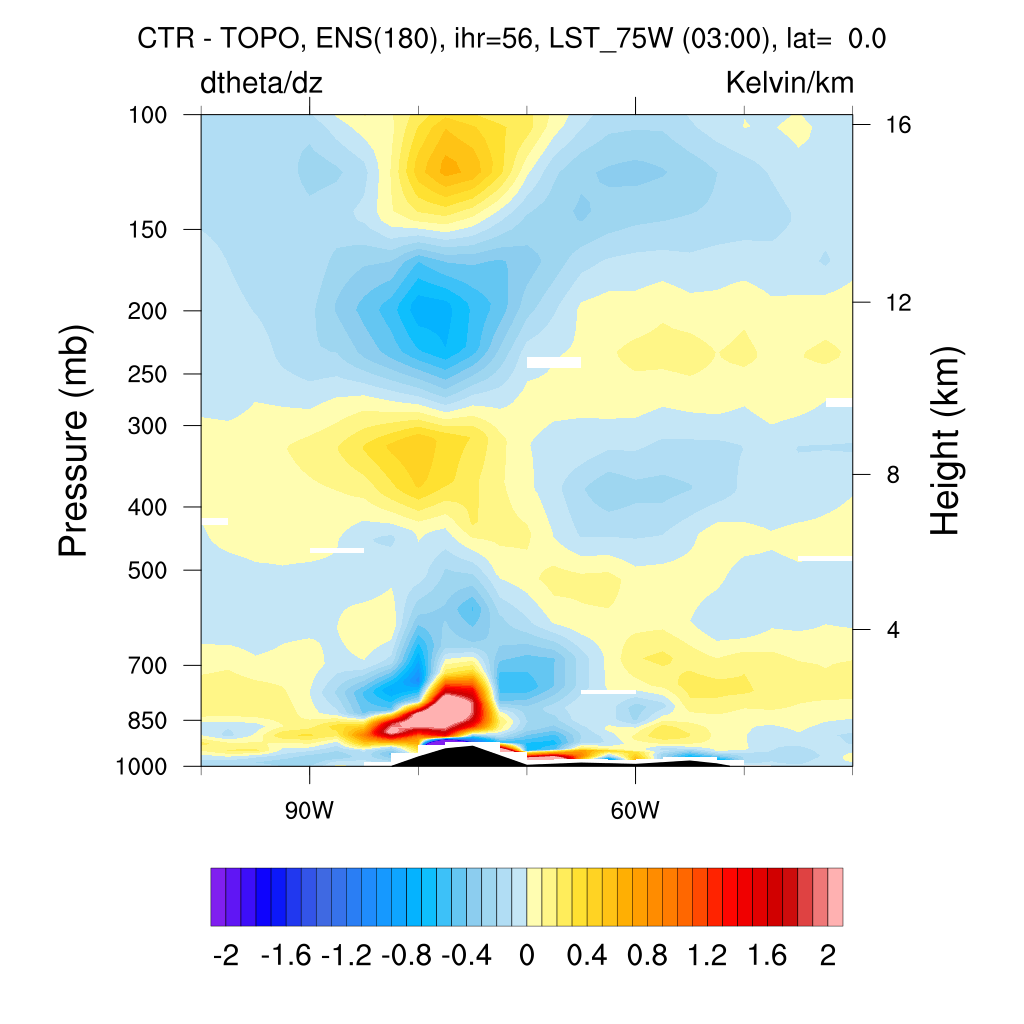 CTR - TOPO, ENS(180), ihr=56, LST_75W (03:00), lat=  0.0
dtheta/dz Kelvin/km
100
150
200
250
300
400
500
700
850
1000
Pressure (mb)
16
12
8
4
Height (km)
90W 60W
-2 -1.6 -1.2 -0.8 -0.4 0 0.4 0.8 1.2 1.6 2